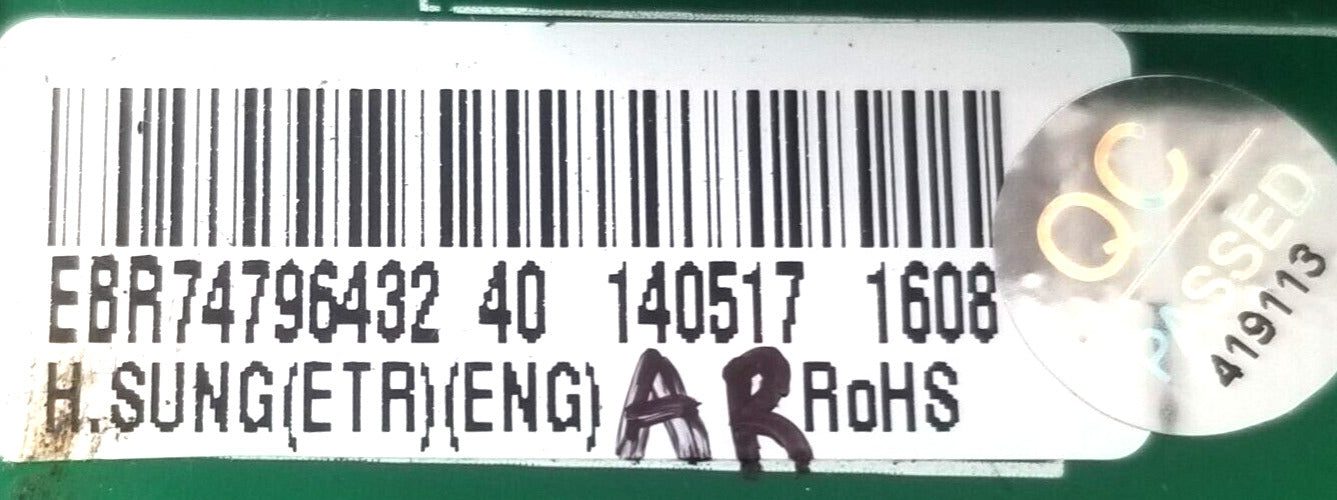 EBR74796432 40 140517 1608
H.SUNG(ETR)(ENG) AR RoHS
QC
PASSED
419113